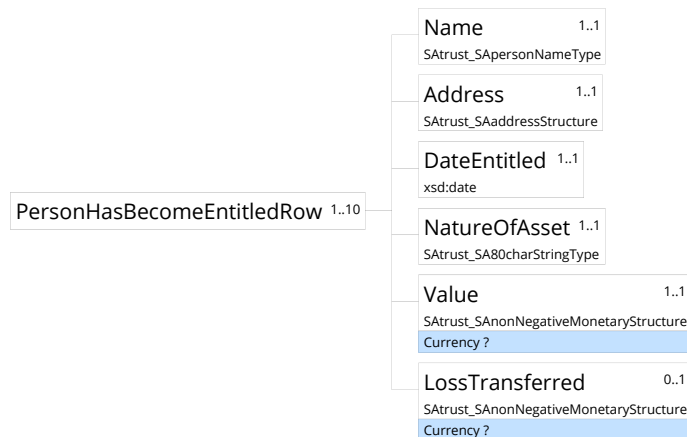 Name 1..1
SAtrust_SApersonNameType
Address 1..1
SAtrust_SAaddressStructure
DateEntitled 1..1
xsd:date
PersonHasBecomeEntitledRow 1..10
NatureOfAsset 1..1
SAtrust_SA80charStringType
Value 1..1
SAtrust_SAnonNegativeMonetaryStructure
Currency ?
LossTransferred 0..1
SAtrust_SAnonNegativeMonetaryStructure
Currency ?